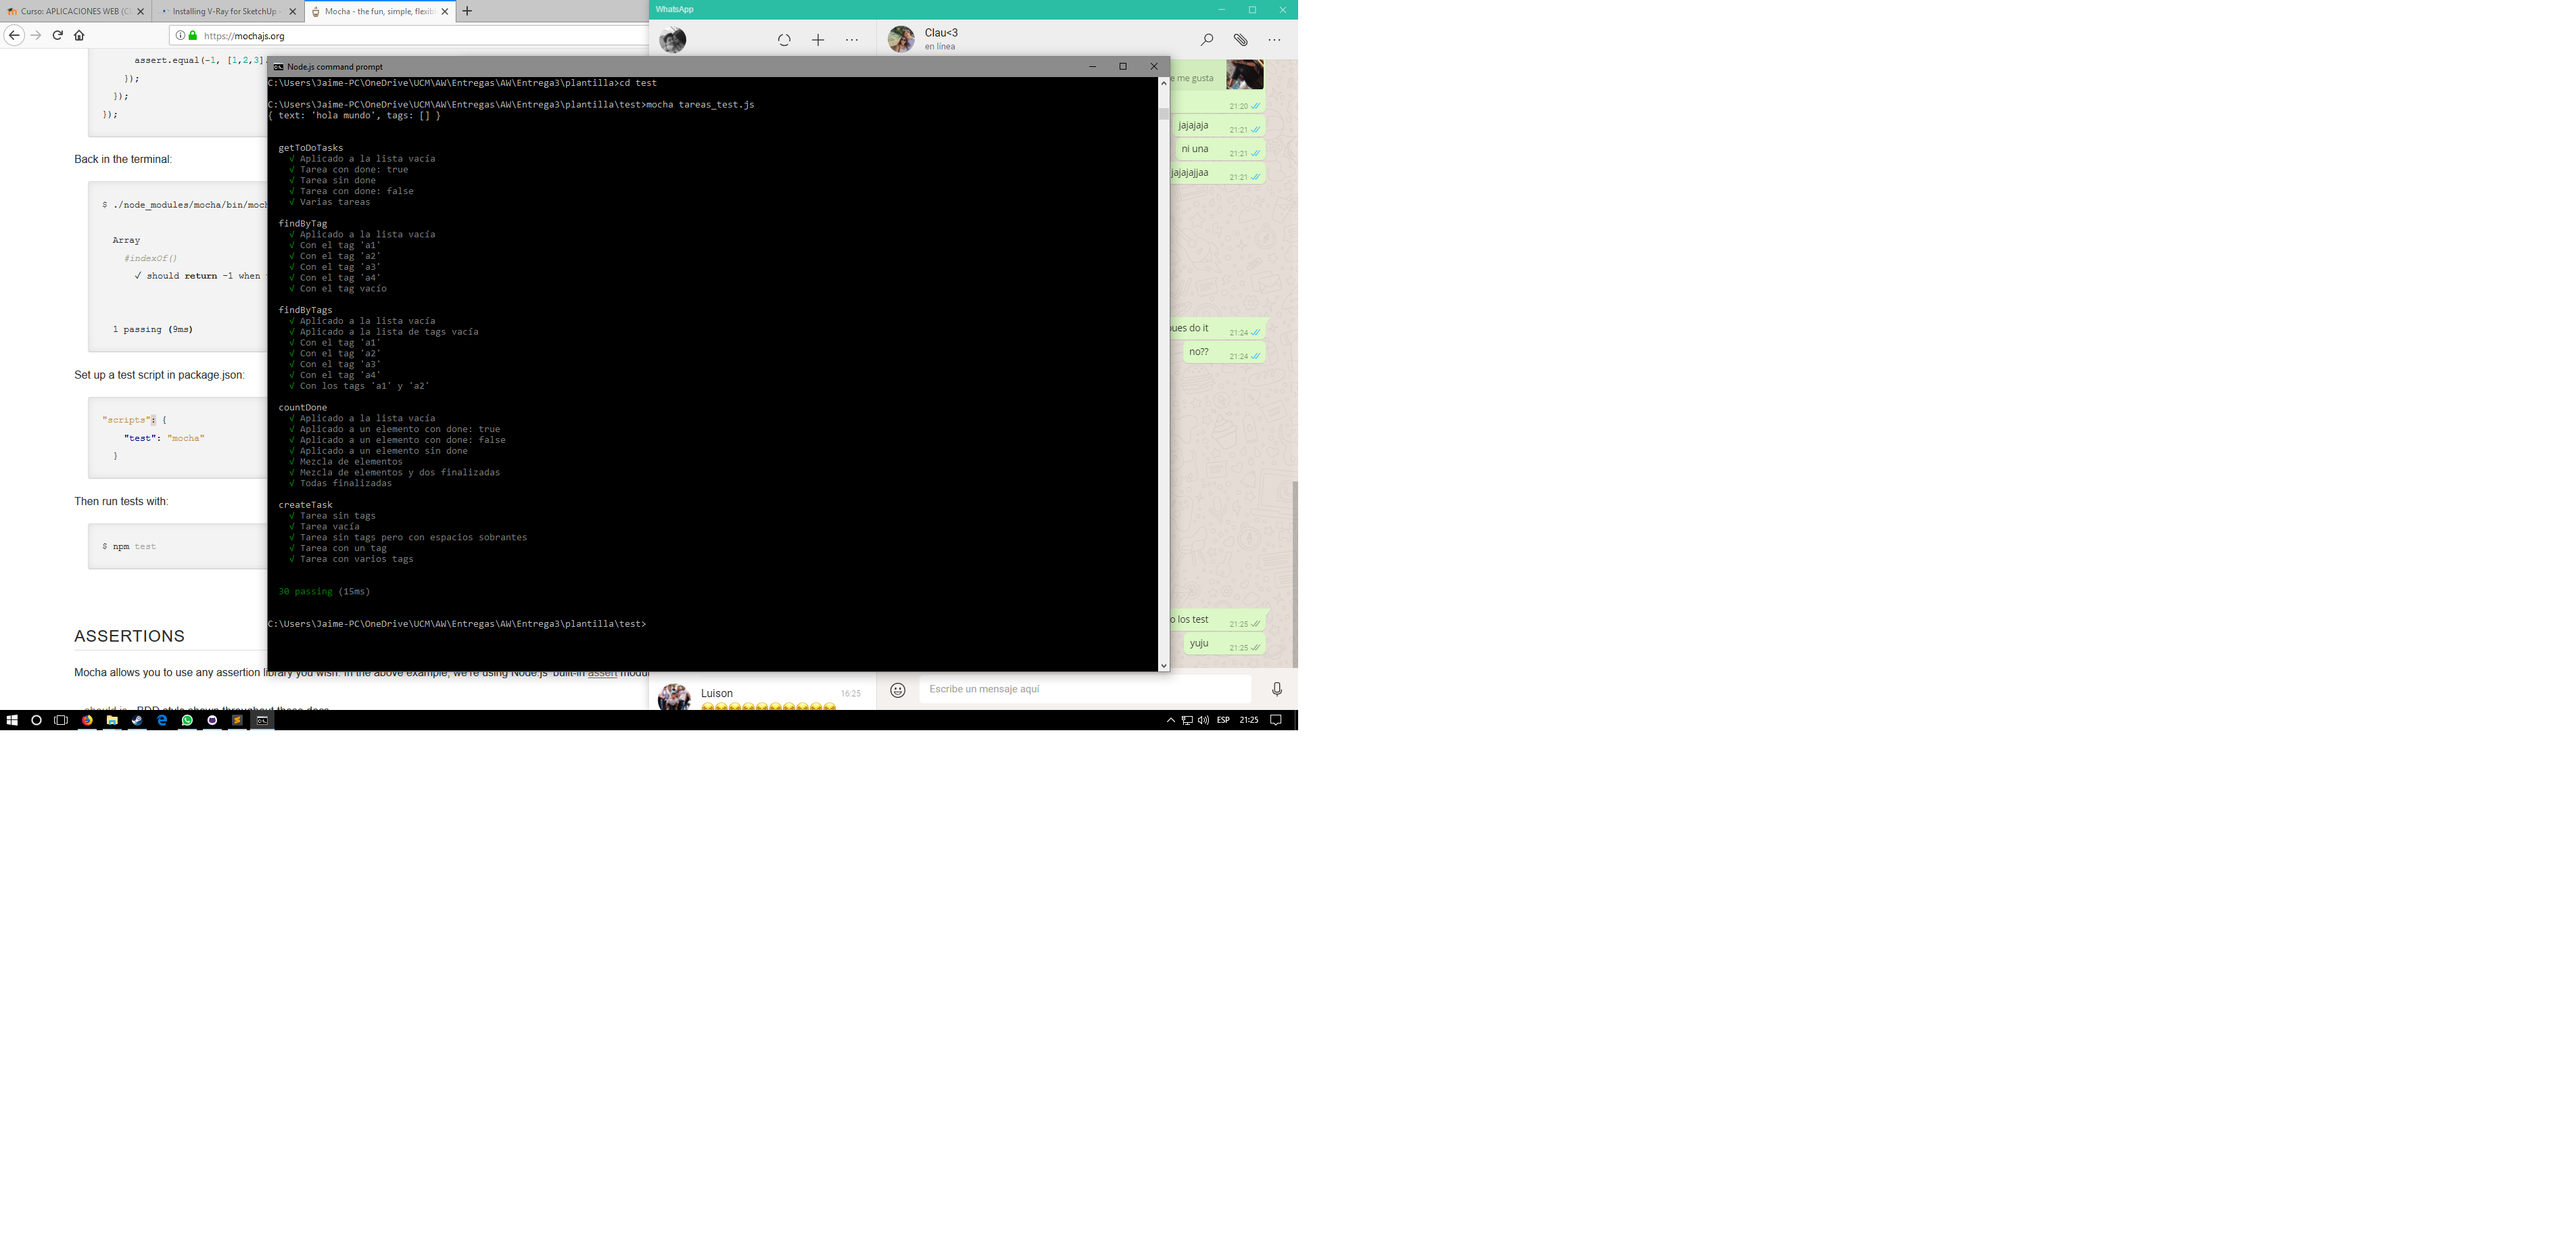 Curso: APLICACIONES WEB (C
Installing V-Ray for SketchUp
Mocha - the fun, simple, flexib
https://mochajs.org
assert.equal(-1, [1,2,3].
});
});
});
Back in the terminal:
$ ./node_modules/mocha/bin/moch
Array
#indexOf()
✓ should return -1 when
1 passing (9ms)
Set up a test script in package.json:
"scripts": {
"test": "mocha"
}
Then run tests with:
$ npm test
ASSERTIONS
Mocha allows you to use any assertion library you wish. In the above example, we're using Node.js' built-in assert modul
Node.js command prompt
C:\Users\Jaime-PC\OneDrive\UCM\AW\Entregas\AW\Entrega3\plantilla>cd test
C:\Users\Jaime-PC\OneDrive\UCM\AW\Entregas\AW\Entrega3\plantilla\test>mocha tareas_test.js
{ text: 'hola mundo', tags: [] }
getToDoTasks
√ Aplicado a la lista vacía
√ Tarea con done: true
√ Tarea sin done
√ Tarea con done: false
√ Varias tareas
findByTag
√ Aplicado a la lista vacía
√ Con el tag 'a1'
√ Con el tag 'a2'
√ Con el tag 'a3'
√ Con el tag 'a4'
√ Con el tag vacío
findByTags
√ Aplicado a la lista vacía
√ Aplicado a la lista de tags vacía
√ Con el tag 'a1'
√ Con el tag 'a2'
√ Con el tag 'a3'
√ Con el tag 'a4'
√ Con los tags 'a1' y 'a2'
countDone
√ Aplicado a la lista vacía
√ Aplicado a un elemento con done: true
√ Aplicado a un elemento con done: false
√ Aplicado a un elemento sin done
√ Mezcla de elementos
√ Mezcla de elementos y dos finalizadas
√ Todas finalizadas
createTask
√ Tarea sin tags
√ Tarea vacía
√ Tarea sin tags pero con espacios sobrantes
√ Tarea con un tag
√ Tarea con varios tags
30 passing (15ms)
C:\Users\Jaime-PC\OneDrive\UCM\AW\Entregas\AW\Entrega3\plantilla\test>
WhatsApp
Clau<3
en línea
e me gusta
21:20
jajajaja 21:21
ni una 21:21
jajajajjaa 21:21
ues do it 21:24
no?? 21:24
o los test 21:25
yuju 21:25
Luison 16:25
Escribe un mensaje aquí
ESP 21:25